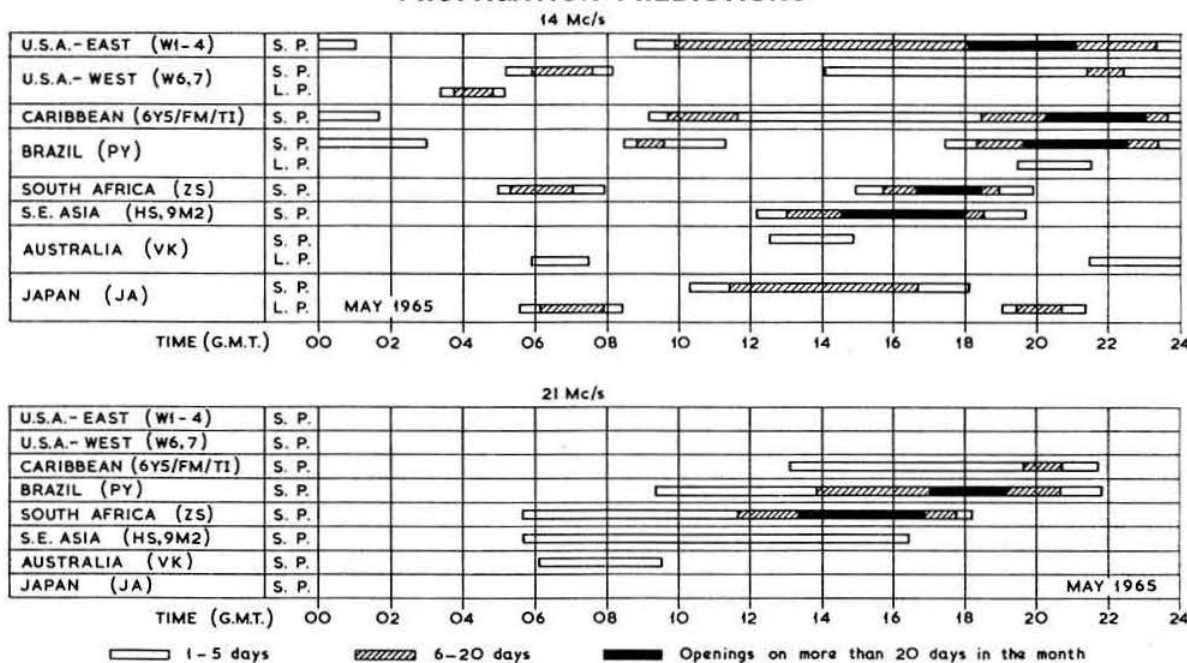 14 Mc/s
U.S.A.-EAST (W1-4) S. P.
U.S.A.-WEST (W6,7) S. P.
L. P.
CARIBBEAN (6Y5/FM/TI) S. P.
BRAZIL (PY) S. P.
L. P.
SOUTH AFRICA (ZS) S. P.
S.E. ASIA (HS,9M2) S. P.
AUSTRALIA (VK) S. P.
L. P.
JAPAN (JA) S. P.
L. P. MAY 1965
TIME (G.M.T.) 00 02 04 06 08 10 12 14 16 18 20 22 24
21 Mc/s
U.S.A.-EAST (W1-4) S. P.
U.S.A.-WEST (W6,7) S. P.
CARIBBEAN (6Y5/FM/TI) S. P.
BRAZIL (PY) S. P.
SOUTH AFRICA (ZS) S. P.
S.E. ASIA (HS,9M2) S. P.
AUSTRALIA (VK) S. P.
JAPAN (JA) S. P. MAY 1965
TIME (G.M.T.) 00 02 04 06 08 10 12 14 16 18 20 22 24
1-5 days 6-20 days Openings on more than 20 days in the month